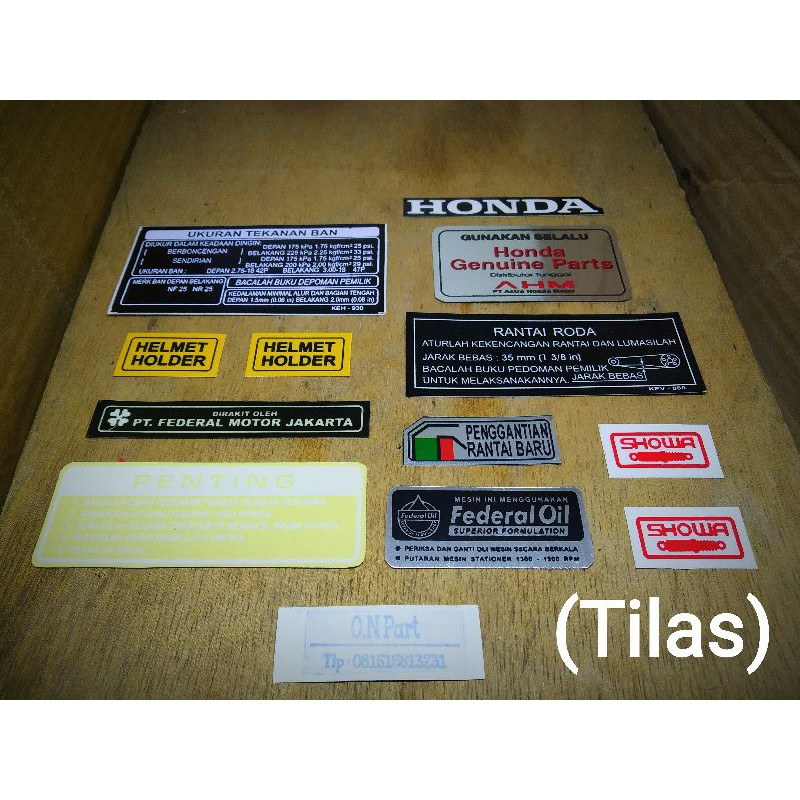 HONDA
UKURAN TEKANAN BAN
DIUKUR DALAM KEADAAN DINGIN:
BERBONCENGAN
DEPAN 175 kPa 1.75 kgf/cm² 25 psi.
BELAKANG 225 kPa 2.25 kgf/cm² 33 psi.
SENDIRIAN
DEPAN 175 kPa 1.75 kgf/cm² 25 psi.
BELAKANG 200 kPa 2.00 kgf/cm² 29 psi.
UKURAN BAN : DEPAN 2.75-18 42P BELAKANG 3.00-18 47P
MERK BAN DEPAN BELAKANG
NF 25 NR 25
BACALAH BUKU DEPOMAN PEMILIK
KEDALAMAN MINIMAL ALUR BAN BAGIAN TENGAH
DEPAN 1.5mm (0.06 in) BELAKANG 2.0mm (0.08 in)
KEH - 930
GUNAKAN SELALU
Honda
Genuine Parts
Distributor Tunggal
AHM
PT Astra Honda Motor
HELMET
HOLDER
HELMET
HOLDER
RANTAI RODA
ATURLAH KEKENCANGAN RANTAI DAN LUMASILAH
JARAK BEBAS : 35 mm (1 3/8 in)
BACALAH BUKU PEDOMAN PEMILIK
UNTUK MELAKSANAKANNYA.
JARAK BEBAS
DIRAKIT OLEH
PT. FEDERAL MOTOR JAKARTA
PENGGANTIAN
RANTAI BARU
SHOWA
PENTING
MESIN INI MENGGUNAKAN
Federal Oil
Federal Oil
SUPERIOR FORMULATION
PERIKSA DAN GANTI OLI MESIN SECARA BERKALA
PUTARAN MESIN STATIONER 1300 - 1500 RPM
SHOWA
O.N Part
Tlp : 081615813231
(Tilas)